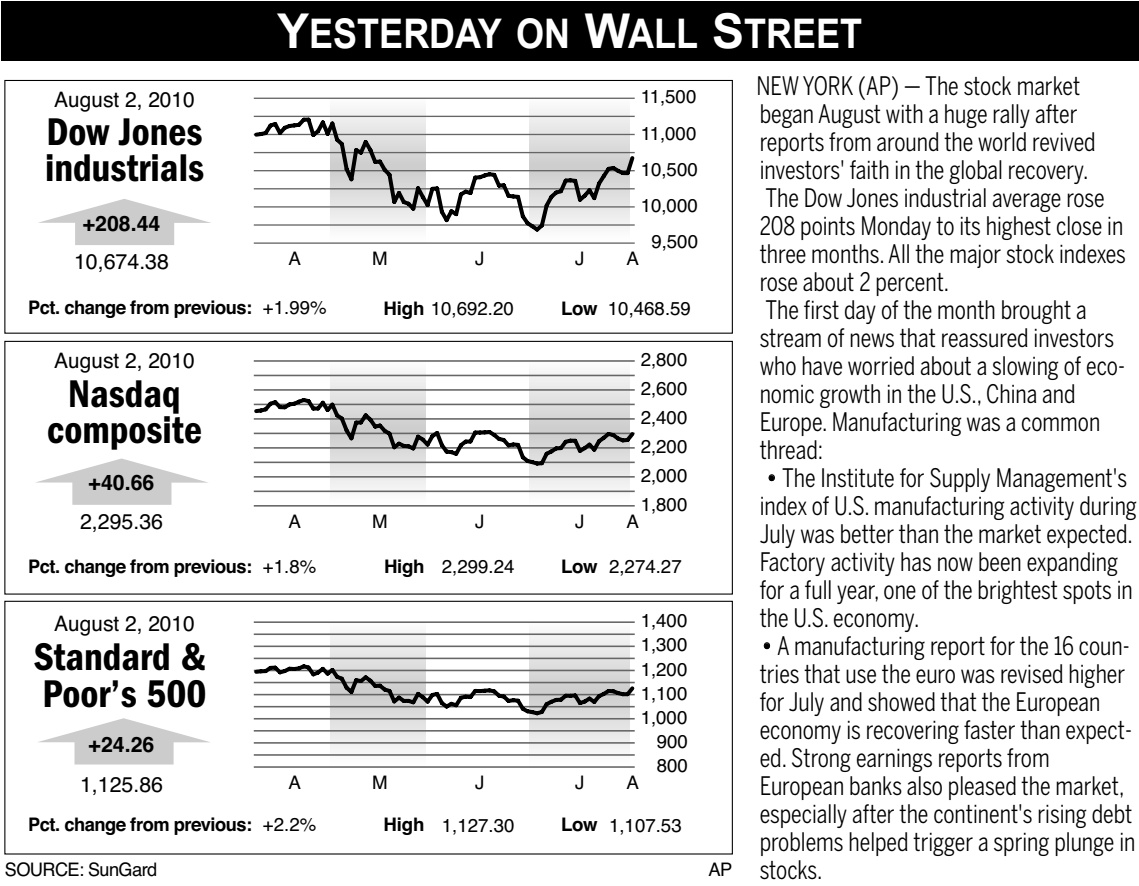 YESTERDAY ON WALL STREET
August 2, 2010
Dow Jones
industrials
+208.44
10,674.38
11,500
11,000
10,500
10,000
9,500
A M J J A
Pct. change from previous: +1.99% High 10,692.20 Low 10,468.59
August 2, 2010
Nasdaq
composite
+40.66
2,295.36
2,800
2,600
2,400
2,200
2,000
1,800
A M J J A
Pct. change from previous: +1.8% High 2,299.24 Low 2,274.27
August 2, 2010
Standard &
Poor's 500
+24.26
1,125.86
1,400
1,300
1,200
1,100
1,000
900
800
A M J J A
Pct. change from previous: +2.2% High 1,127.30 Low 1,107.53
SOURCE: SunGard AP
NEW YORK (AP) — The stock market
began August with a huge rally after
reports from around the world revived
investors' faith in the global recovery.
The Dow Jones industrial average rose
208 points Monday to its highest close in
three months. All the major stock indexes
rose about 2 percent.
The first day of the month brought a
stream of news that reassured investors
who have worried about a slowing of eco-
nomic growth in the U.S., China and
Europe. Manufacturing was a common
thread:
• The Institute for Supply Management's
index of U.S. manufacturing activity during
July was better than the market expected.
Factory activity has now been expanding
for a full year, one of the brightest spots in
the U.S. economy.
• A manufacturing report for the 16 coun-
tries that use the euro was revised higher
for July and showed that the European
economy is recovering faster than expect-
ed. Strong earnings reports from
European banks also pleased the market,
especially after the continent's rising debt
problems helped trigger a spring plunge in
stocks.